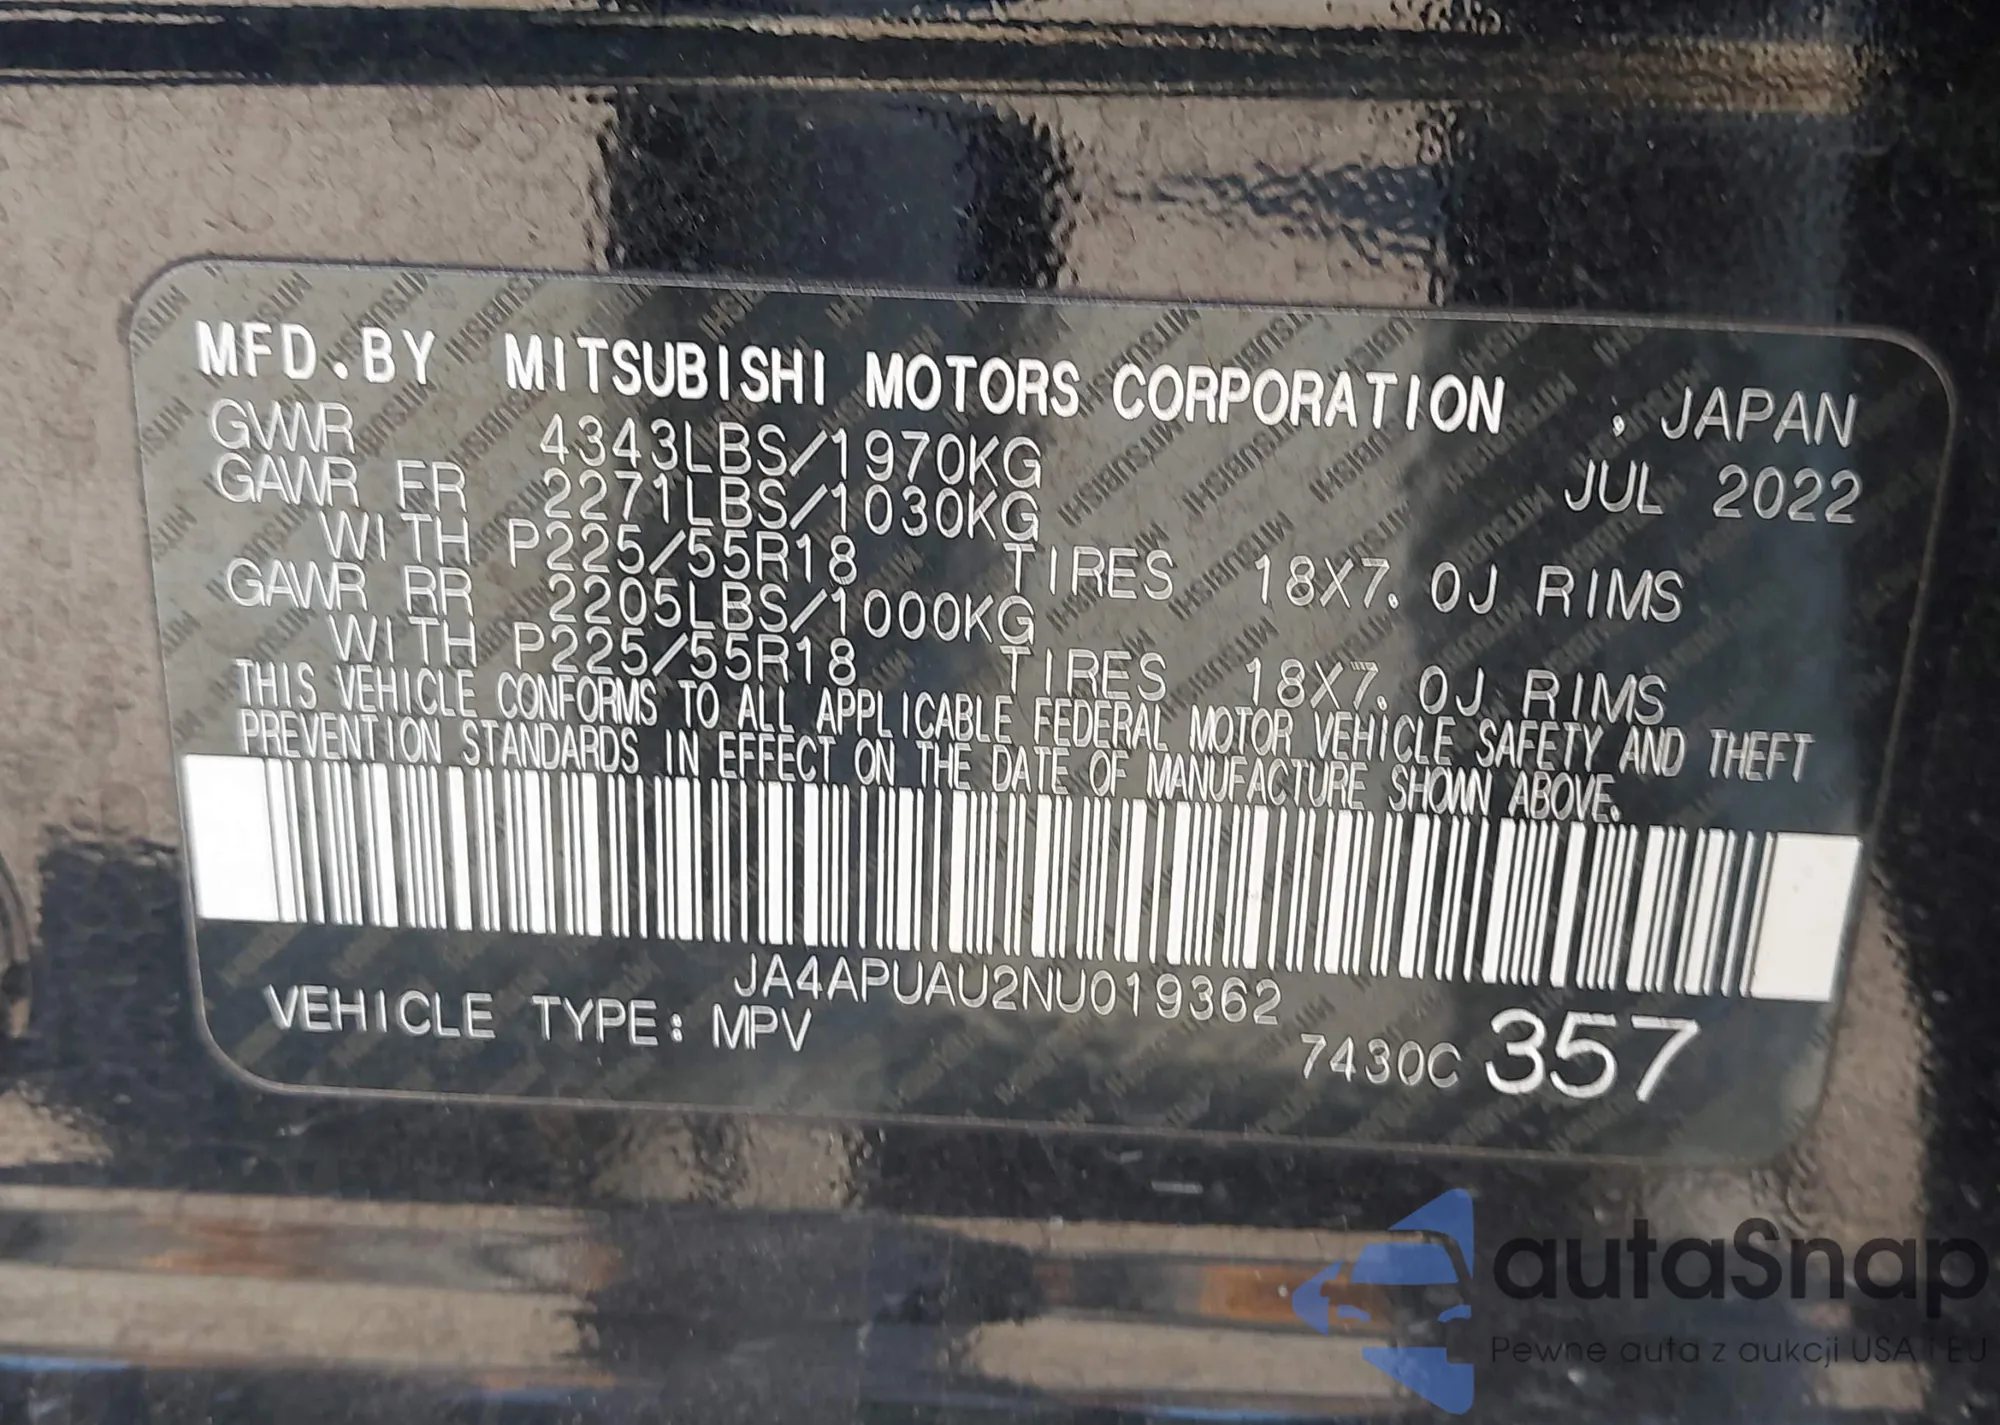 MFD.BY MITSUBISHI MOTORS CORPORATION , JAPAN
GVWR 4343LBS/1970KG JUL 2022
GAWR FR 2271LBS/1030KG
WITH P225/55R18 TIRES 18X7.0J RIMS
GAWR RR 2205LBS/1000KG
WITH P225/55R18 TIRES 18X7.0J RIMS
THIS VEHICLE CONFORMS TO ALL APPLICABLE FEDERAL MOTOR VEHICLE SAFETY AND THEFT
PREVENTION STANDARDS IN EFFECT ON THE DATE OF MANUFACTURE SHOWN ABOVE.
JA4APUAU2NU019362
VEHICLE TYPE: MPV 7430C 357
autaSnap
Pewne auta z aukcji USA i EU